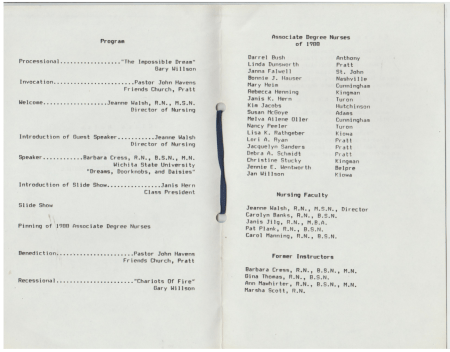 Program
Processional....................."The Impossible Dream"
Gary Willson
Invocation............................Pastor John Havens
Friends Church, Pratt
Welcome.....................Jeanne Walsh, R.N., M.S.N.
Director of Nursing
Introduction of Guest Speaker............Jeanne Walsh
Director of Nursing
Speaker.............Barbara Cress, R.N., B.S.N., M.N.
Wichita State University
"Dreams, Doorknobs, and Daisies"
Introduction of Slide Show..................Janis Hern
Class President
Slide Show
Pinning of 1988 Associate Degree Nurses
Benediction...........................Pastor John Havens
Friends Church, Pratt
Recessional........................"Chariots Of Fire"
Gary Willson
Associate Degree Nurses
of 1988
Darrel Bush Anthony
Linda Dunsworth Pratt
Janna Falwell St. John
Bonnie J. Hauser Nashville
Mary Heim Cunningham
Rebecca Henning Kingman
Janis K. Hern Turon
Kim Jacobs Hutchinson
Susan McBoye Adams
Melva Ailene Oller Cunningham
Nancy Peeler Turon
Lisa K. Rathgeber Kiowa
Lori A. Ryan Pratt
Jacquelyn Sanders Pratt
Debra A. Schmidt Pratt
Christine Stucky Kingman
Jennie E. Wentworth Belpre
Jan Willson Kiowa
Nursing Faculty
Jeanne Walsh, R.N., M.S.N., Director
Carolyn Banks, R.N., B.S.N.
Janis Jilg, R.N., M.B.A.
Pat Plank, R.N., B.S.N.
Carol Manning, R.N., B.S.N.
Former Instructors
Barbara Cress, R.N., B.S.N., M.N.
Dina Thomas, R.N., B.S.N.
Ann Mawhirter, R.N., B.S.N., M.N.
Marsha Scott, R.N.